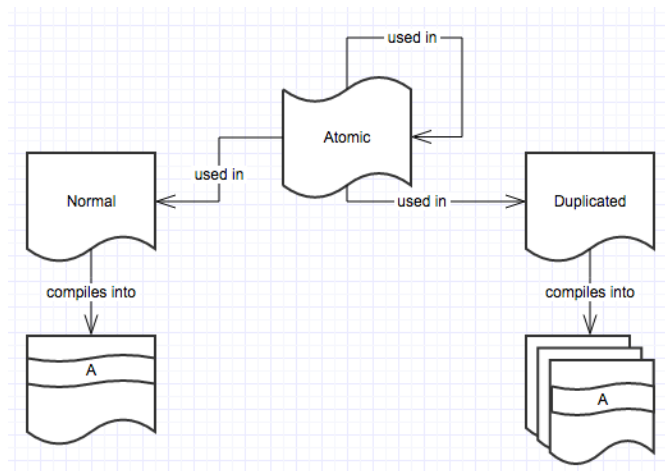 used in
Atomic
used in
used in
Normal
Duplicated
compiles into
compiles into
A
A